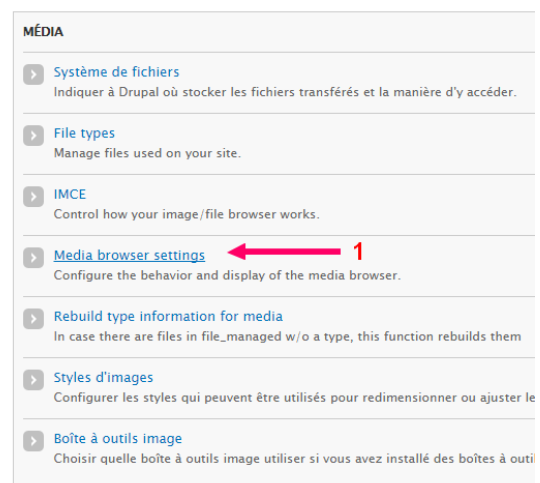 MÉDIA
Système de fichiers
Indiquer à Drupal où stocker les fichiers transférés et la manière d'y accéder.
File types
Manage files used on your site.
IMCE
Control how your image/file browser works.
Media browser settings 1
Configure the behavior and display of the media browser.
Rebuild type information for media
In case there are files in file_managed w/o a type, this function rebuilds them
Styles d'images
Configurer les styles qui peuvent être utilisés pour redimensionner ou ajuster le
Boîte à outils image
Choisir quelle boîte à outils image utiliser si vous avez installé des boîtes à outi